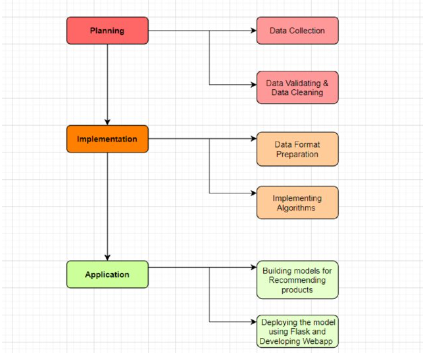 Planning
Data Collection
Data Validating &
Data Cleaning
Implementation
Data Format
Preparation
Implementing
Algorithms
Application
Building models for
Recommending
products
Deploying the model
using Flask and
Developing Webapp